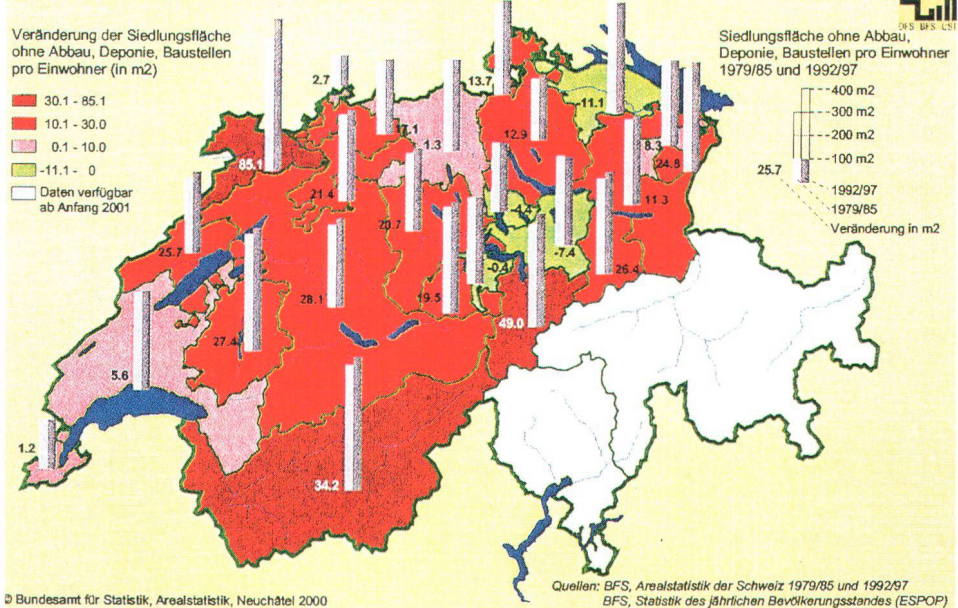 Veränderung der Siedlungsfläche
ohne Abbau, Deponie, Baustellen
pro Einwohner (in m2)
30.1 - 85.1
10.1 - 30.0
0.1 - 10.0
-11.1 - 0
Daten verfügbar
ab Anfang 2001
OFS BFS UST
Siedlungsfläche ohne Abbau,
Deponie, Baustellen pro Einwohner
1979/85 und 1992/97
400 m2
300 m2
200 m2
100 m2
25.7
1992/97
1979/85
Veränderung in m2
2.7
13.7
-11.1
17.1
1.3
12.9
8.3
24.8
85.1
21.4
20.7
-4.4
11.3
25.7
-7.4
-0.4
26.4
28.1
19.5
49.0
27.4
5.6
1.2
34.2
© Bundesamt für Statistik, Arealstatistik, Neuchâtel 2000
Quellen: BFS, Arealstatistik der Schweiz 1979/85 und 1992/97
BFS, Statistik des jährlichen Bevölkerungsstandes (ESPOP)